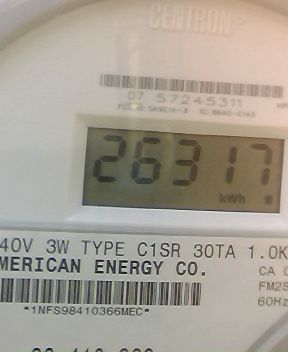 CENTRON
07 57245311
26317
kWh
40V 3W TYPE C1SR 30TA 1.0K
MERICAN ENERGY CO.
CA 0
FM2S
60Hz
*1NFS98410366MEC*